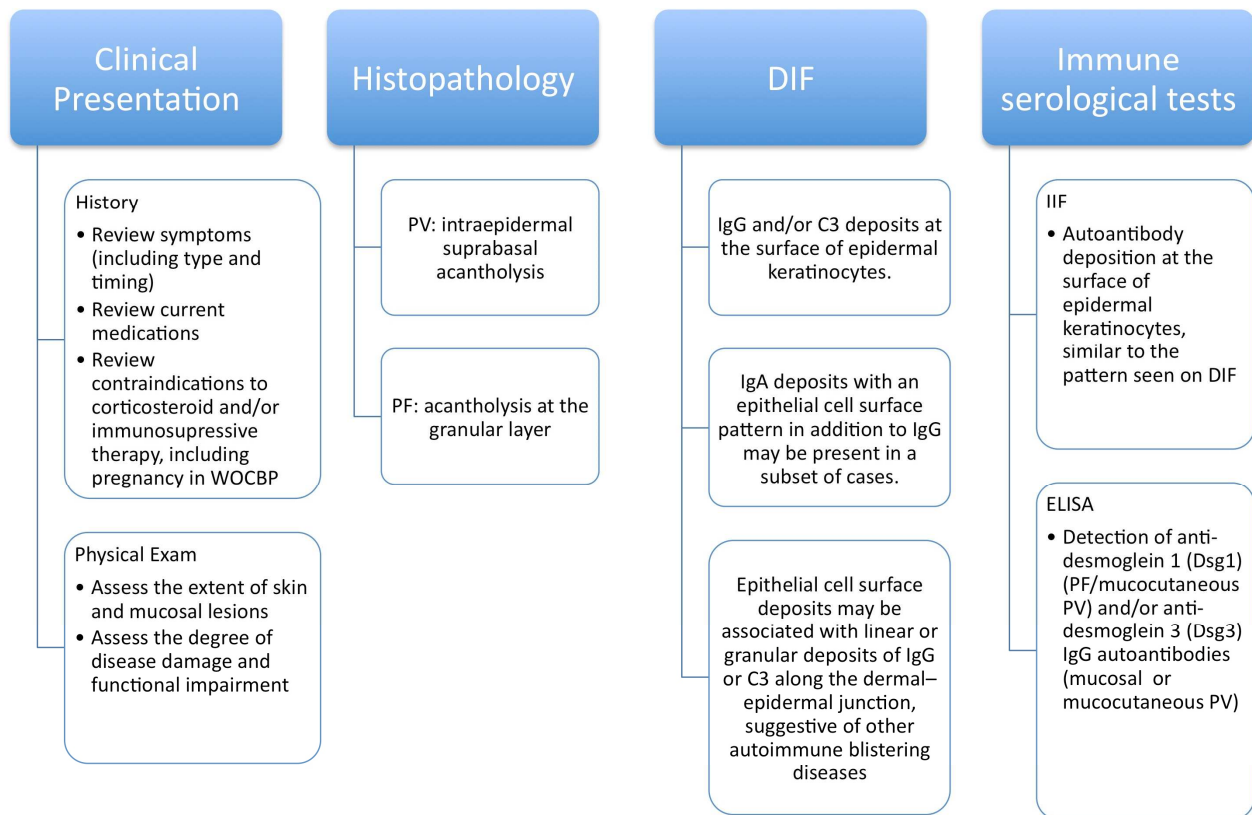 Clinical
Presentation
History
• Review symptoms
(including type and
timing)
• Review current
medications
• Review
contraindications to
corticosteroid and/or
immunosupressive
therapy, including
pregnancy in WOCBP
Physical Exam
• Assess the extent of skin
and mucosal lesions
• Assess the degree of
disease damage and
functional impairment
Histopathology
PV: intraepidermal
suprabasal
acantholysis
PF: acantholysis at the
granular layer
DIF
IgG and/or C3 deposits at
the surface of epidermal
keratinocytes.
IgA deposits with an
epithelial cell surface
pattern in addition to IgG
may be present in a
subset of cases.
Epithelial cell surface
deposits may be
associated with linear or
granular deposits of IgG
or C3 along the dermal–
epidermal junction,
suggestive of other
autoimmune blistering
diseases
Immune
serological tests
IIF
• Autoantibody
deposition at the
surface of
epidermal
keratinocytes,
similar to the
pattern seen on DIF
ELISA
• Detection of anti-
desmoglein 1 (Dsg1)
(PF/mucocutaneous
PV) and/or anti-
desmoglein 3 (Dsg3)
IgG autoantibodies
(mucosal or
mucocutaneous PV)